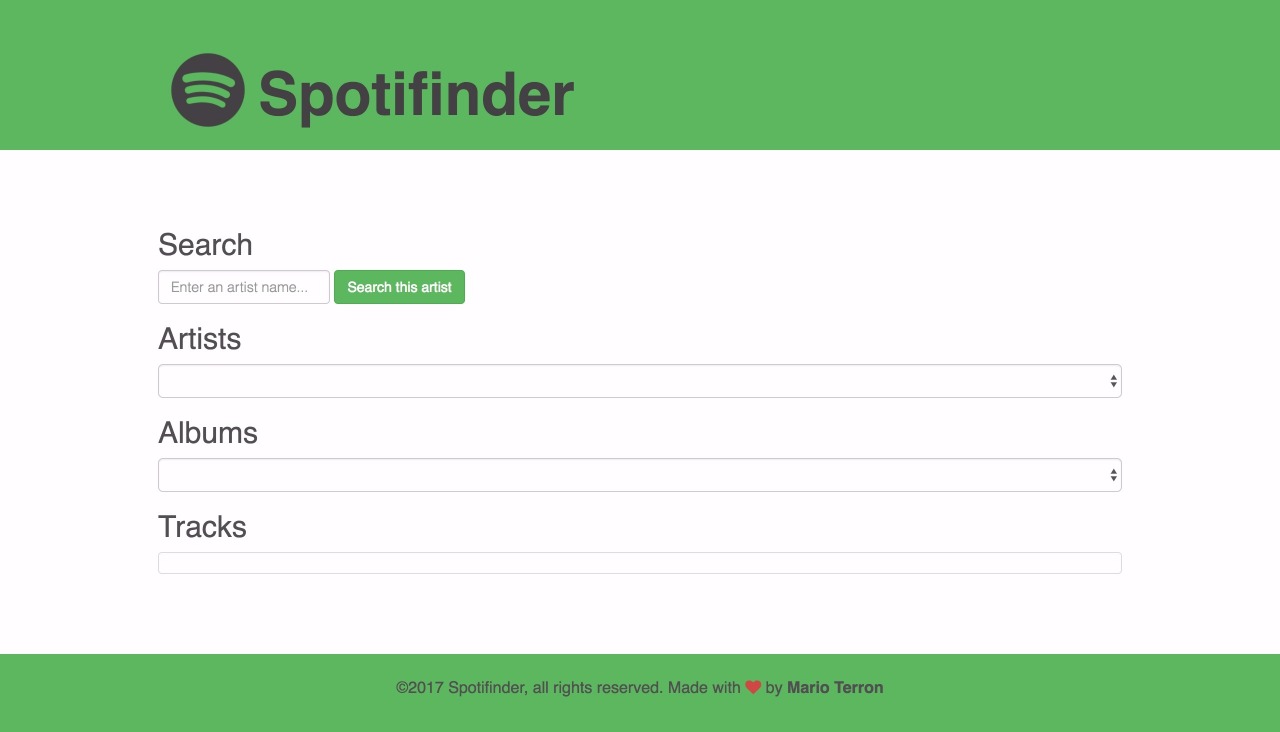 Spotifinder
Search
Enter an artist name...
Search this artist
Artists
Albums
Tracks
©2017 Spotifinder, all rights reserved. Made with ❤ by Mario Terron